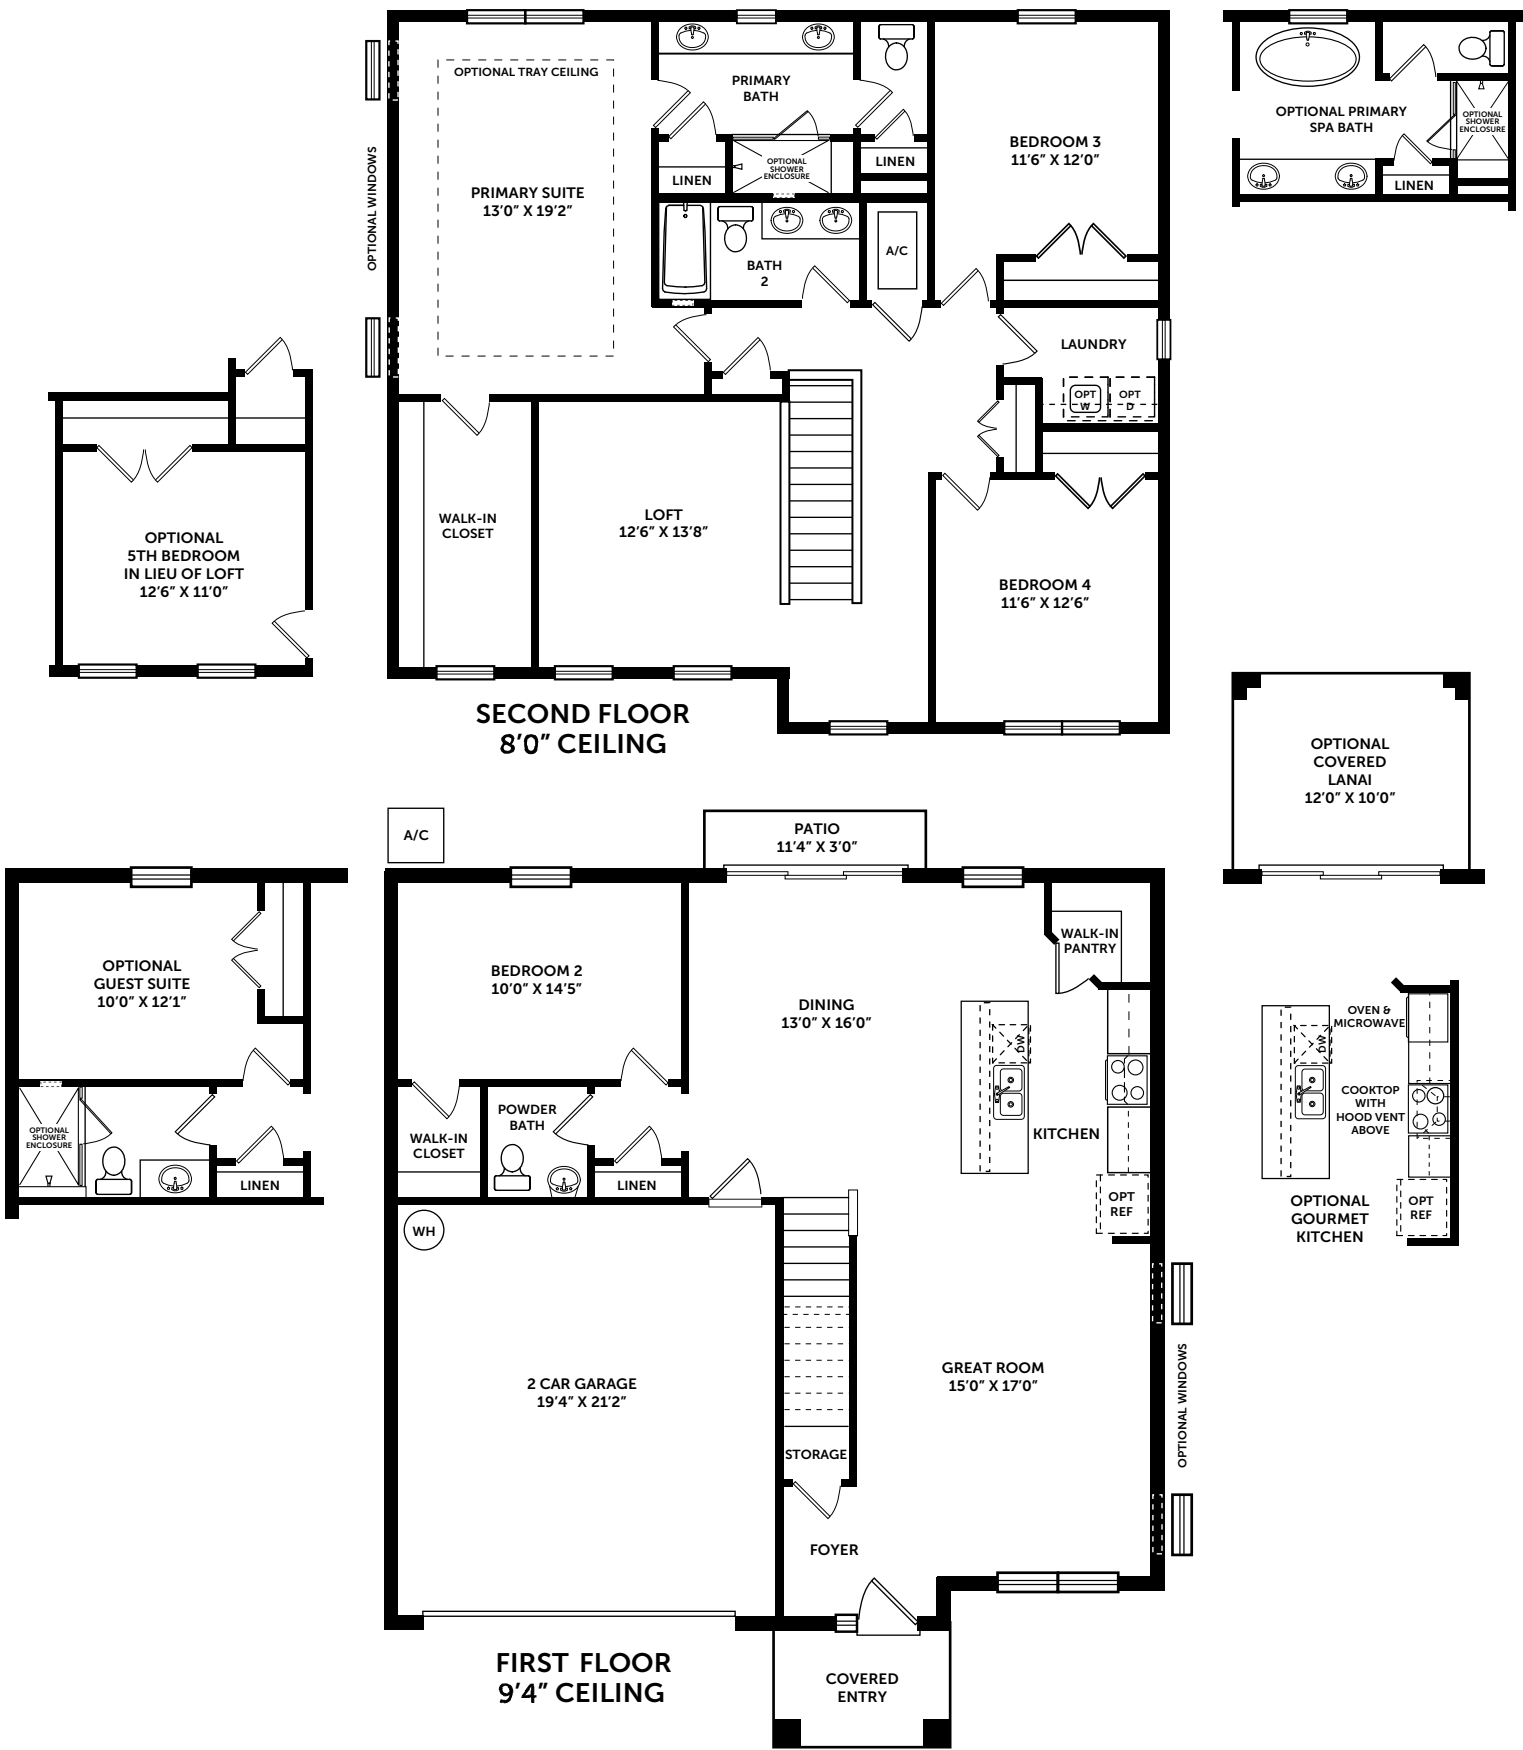 OPTIONAL TRAY CEILING
PRIMARY
BATH
OPTIONAL WINDOWS
PRIMARY SUITE
13'0" X 19'2"
LINEN
OPTIONAL
SHOWER
ENCLOSURE
LINEN
BEDROOM 3
11'6" X 12'0"
BATH
2
A/C
LAUNDRY
OPT
W
OPT
D
WALK-IN
CLOSET
LOFT
12'6" X 13'8"
BEDROOM 4
11'6" X 12'6"
SECOND FLOOR
8'0" CEILING
OPTIONAL PRIMARY
SPA BATH
OPTIONAL
SHOWER
ENCLOSURE
LINEN
OPTIONAL
5TH BEDROOM
IN LIEU OF LOFT
12'6" X 11'0"
OPTIONAL
COVERED
LANAI
12'0" X 10'0"
A/C
PATIO
11'4" X 3'0"
OPTIONAL
GUEST SUITE
10'0" X 12'1"
OPTIONAL
SHOWER
ENCLOSURE
LINEN
BEDROOM 2
10'0" X 14'5"
DINING
13'0" X 16'0"
WALK-IN
PANTRY
DW
KITCHEN
OPT
REF
WALK-IN
CLOSET
POWDER
BATH
LINEN
WH
OVEN &
MICROWAVE
DW
COOKTOP
WITH
HOOD VENT
ABOVE
OPTIONAL
GOURMET
KITCHEN
OPT
REF
2 CAR GARAGE
19'4" X 21'2"
GREAT ROOM
15'0" X 17'0"
OPTIONAL WINDOWS
STORAGE
FOYER
COVERED
ENTRY
FIRST FLOOR
9'4" CEILING